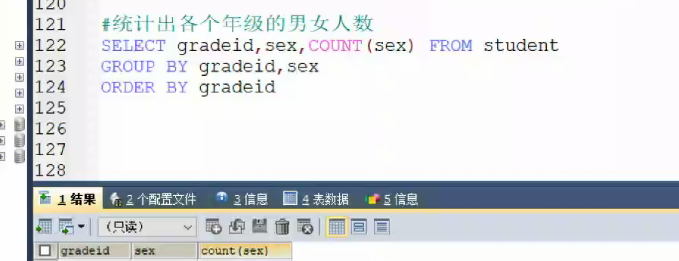 120
121 #统计出各个年级的男女人数
122 SELECT gradeid,sex,COUNT(sex) FROM student
123 GROUP BY gradeid,sex
124 ORDER BY gradeid
125
126
127
128
1 结果 2 个配置文件 3 信息 4 表数据 5 信息
(只读)
gradeid sex count(sex)